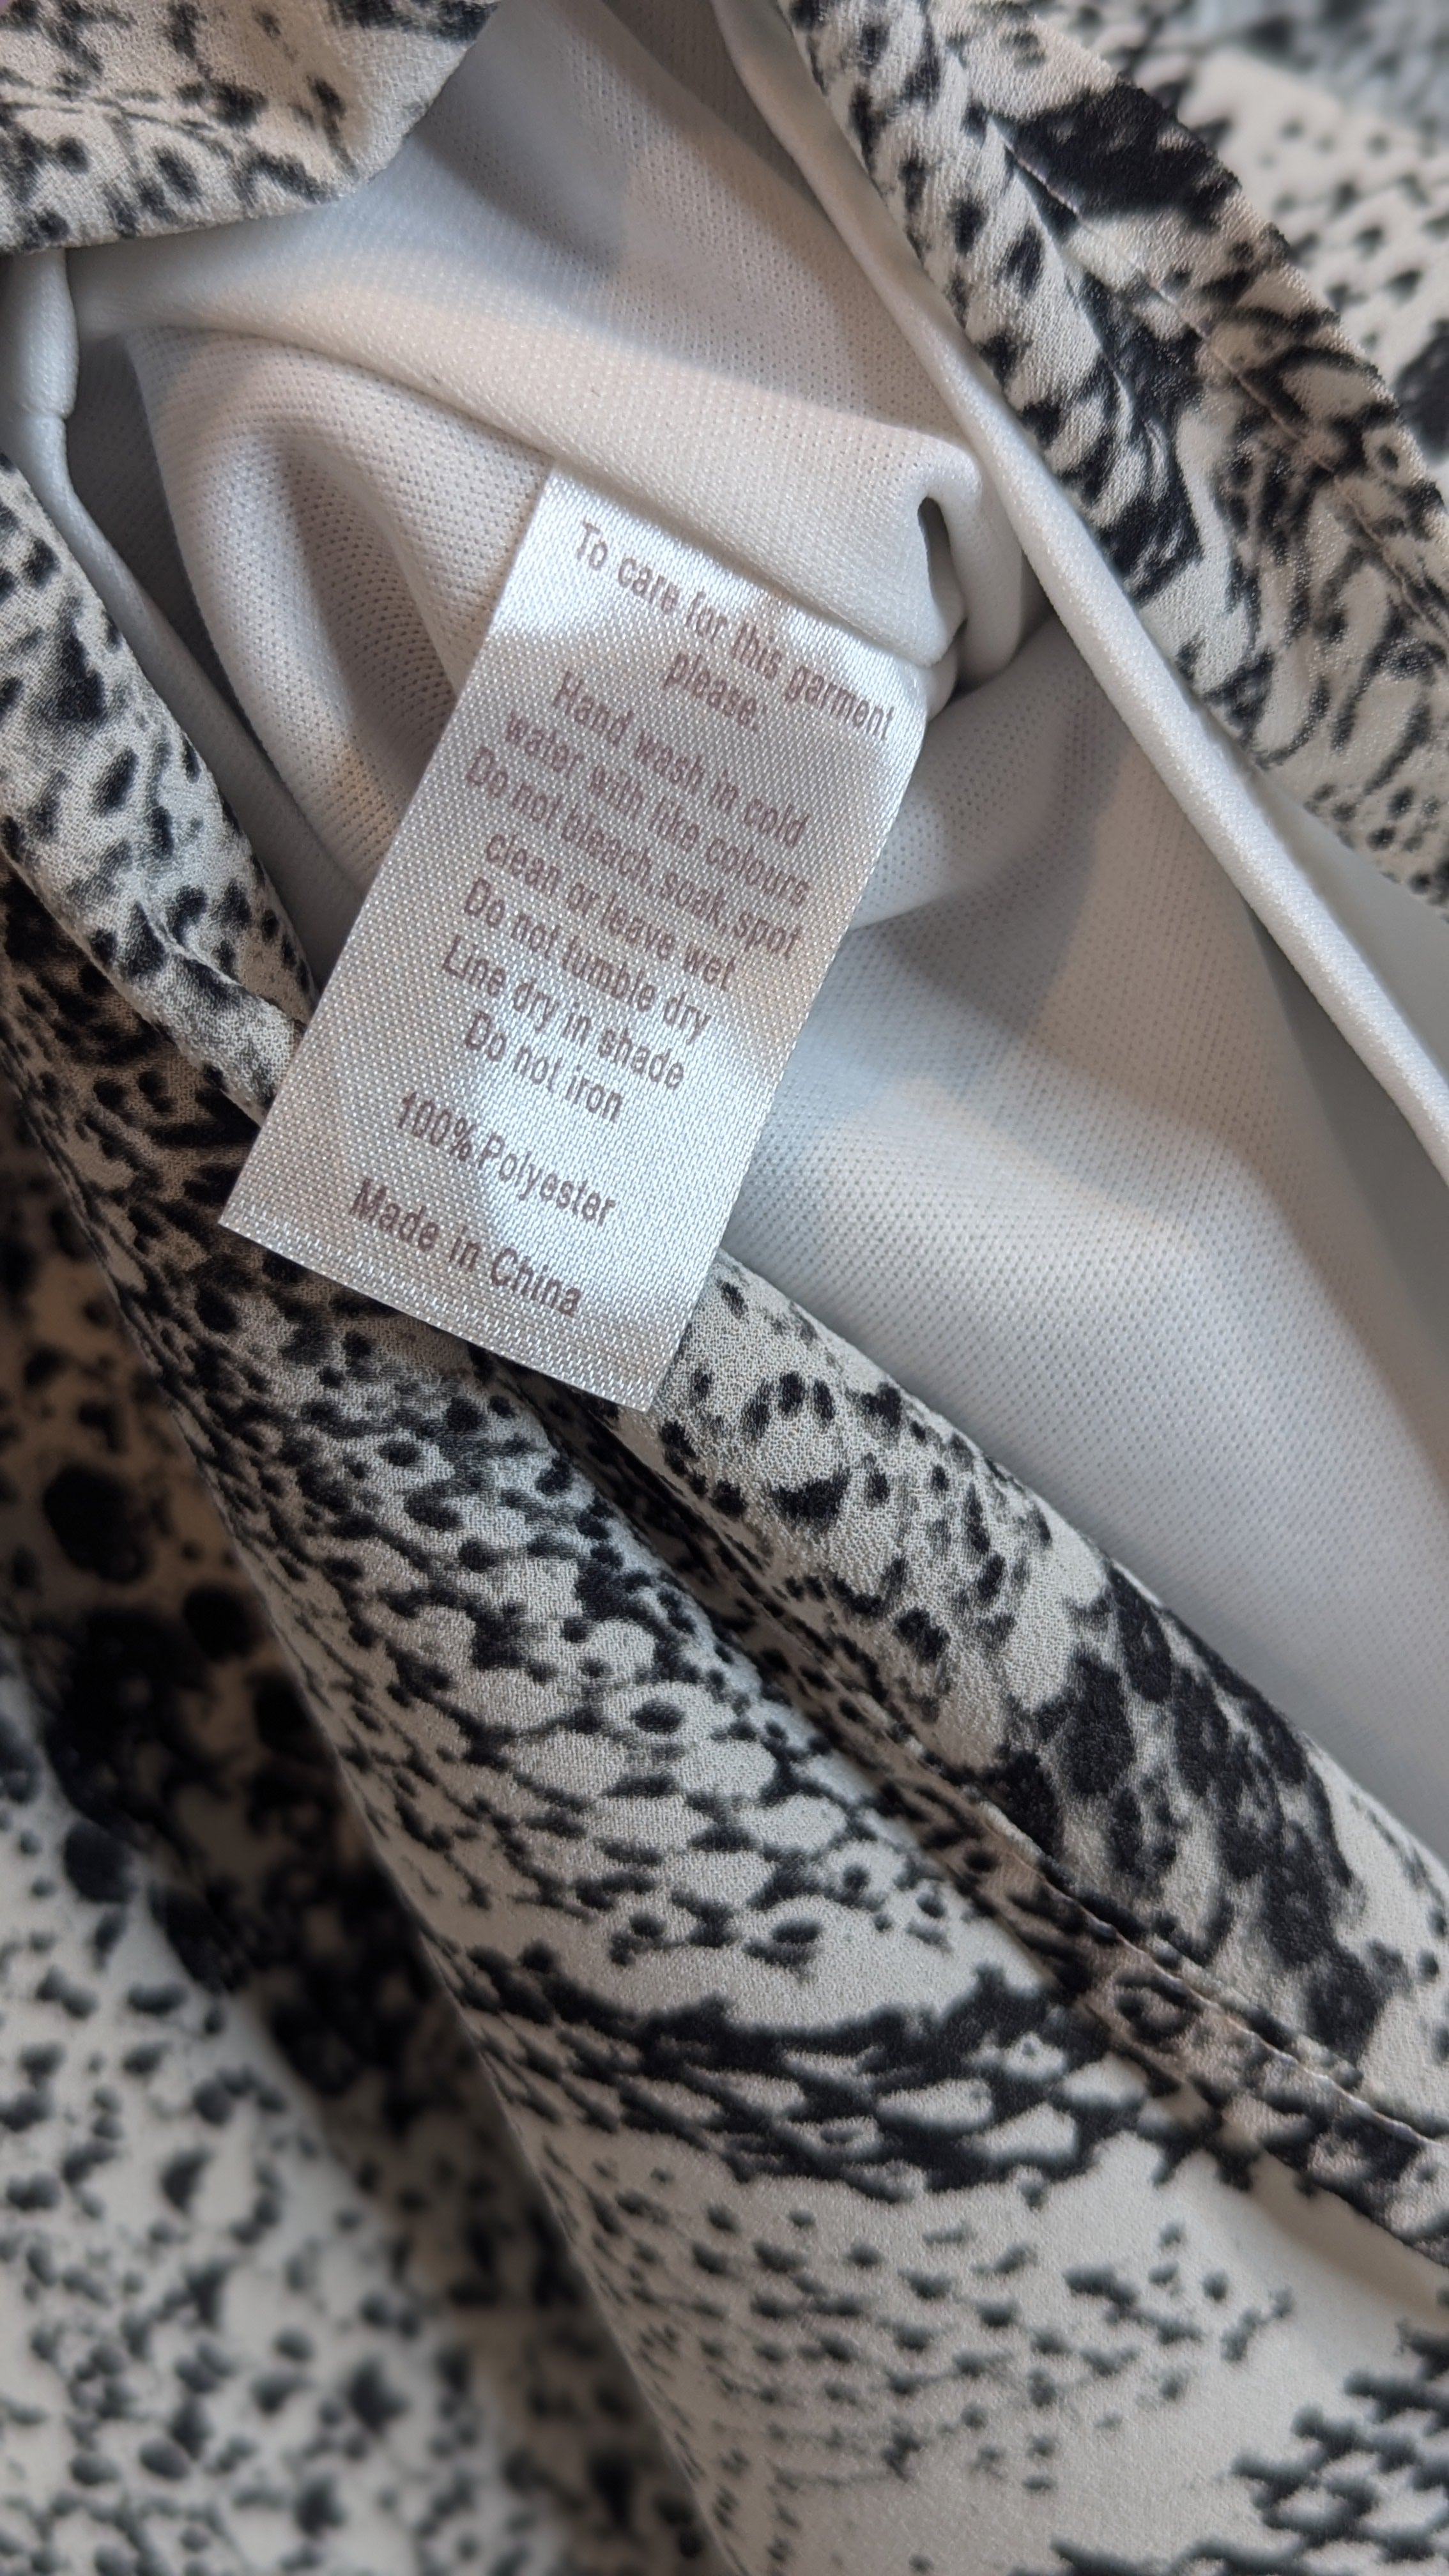 To care for this garment
please.
Hand wash in cold
water with like colours
Do not bleach,soak,spot
clean or leave wet
Do not tumble dry
Line dry in shade
Do not iron
100%Polyester
Made in China